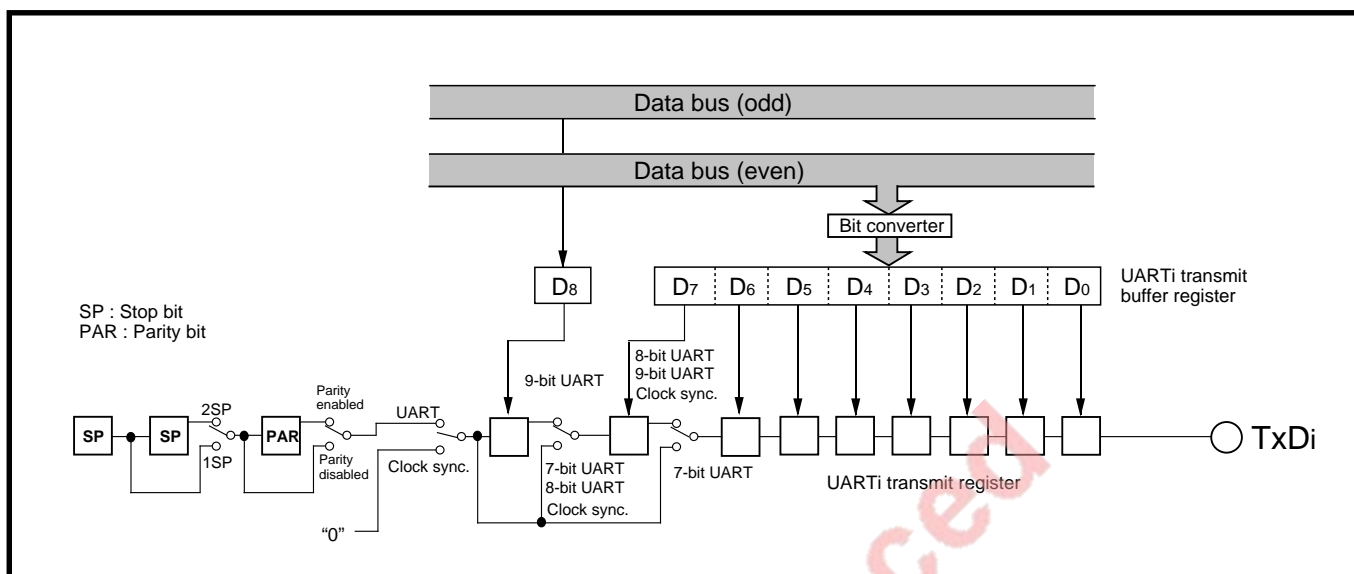 Data bus (odd)
Data bus (even)
Bit converter
D8
D7 D6 D5 D4 D3 D2 D1 D0
UARTi transmit
buffer register
SP : Stop bit
PAR : Parity bit
8-bit UART
9-bit UART
Clock sync.
9-bit UART
Parity
enabled
2SP
UART
SP
SP
PAR
TxDi
1SP
Parity
disabled
Clock sync.
7-bit UART
8-bit UART
Clock sync.
7-bit UART
UARTi transmit register
“0”
ced